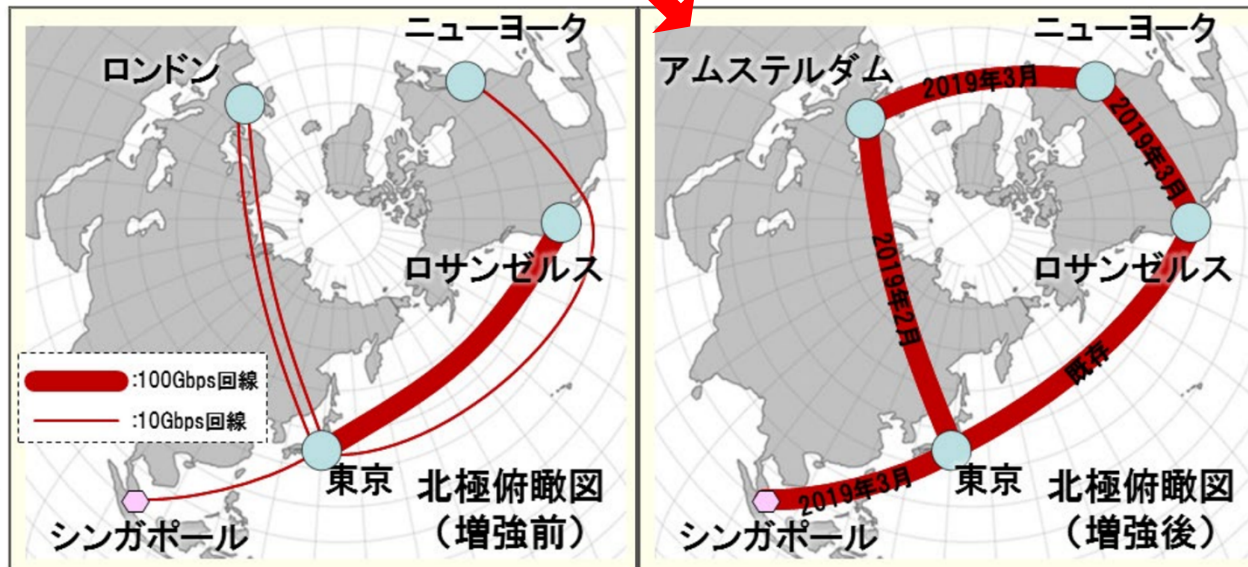 ニューヨーク
ロンドン
ロサンゼルス
:100Gbps回線
:10Gbps回線
東京
北極俯瞰図
(増強前)
シンガポール
ニューヨーク
アムステルダム
2019年3月
2019年3月
ロサンゼルス
2019年2月
既存
東京
2019年3月
北極俯瞰図
(増強後)
シンガポール